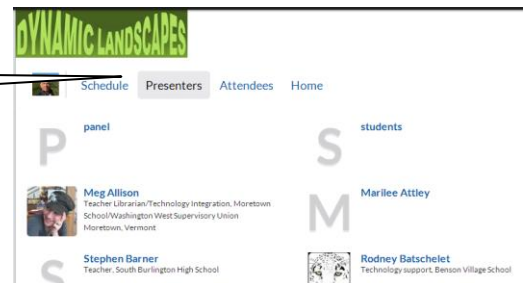 DYNAMIC LANDSCAPES
Schedule Presenters Attendees Home
P
panel
S
students
Meg Allison
Teacher Librarian/Technology Integration, Moretown
School/Washington West Supervisory Union
Moretown, Vermont
M
Marilee Attley
S
Stephen Barner
Teacher, South Burlington High School
Rodney Batschelet
Technology support, Benson Village School